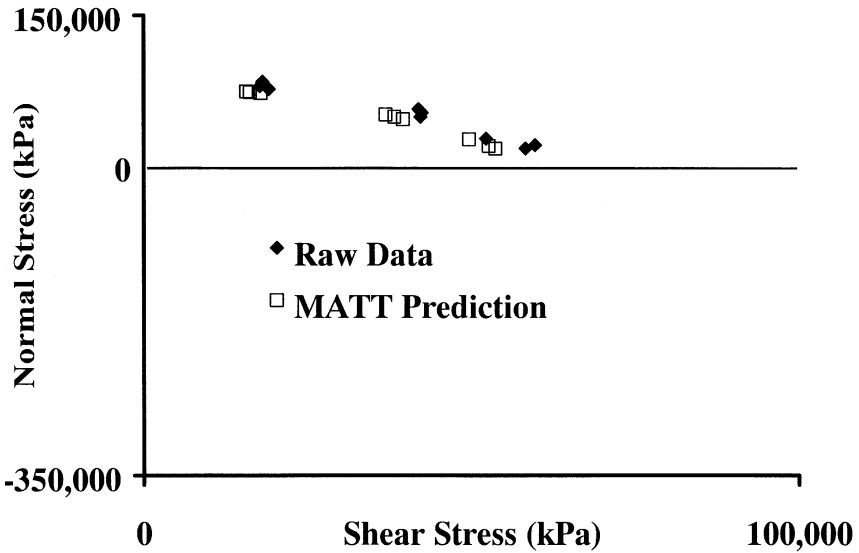 150,000
Normal Stress (kPa)
0
Raw Data
MATT Prediction
-350,000
0
Shear Stress (kPa)
100,000